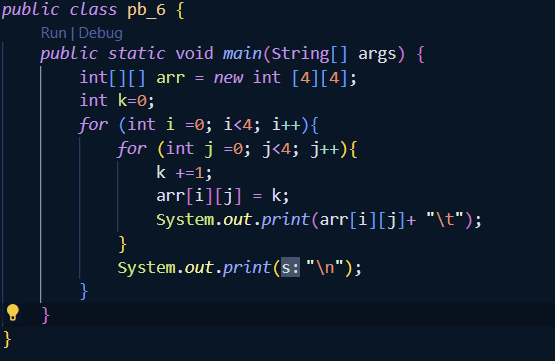 public class pb_6 {
Run | Debug
public static void main(String[] args) {
int[][] arr = new int [4][4];
int k=0;
for (int i =0; i<4; i++){
for (int j =0; j<4; j++){
k +=1;
arr[i][j] = k;
System.out.print(arr[i][j]+ "\t");
}
System.out.print(s: "\n");
}
}
}